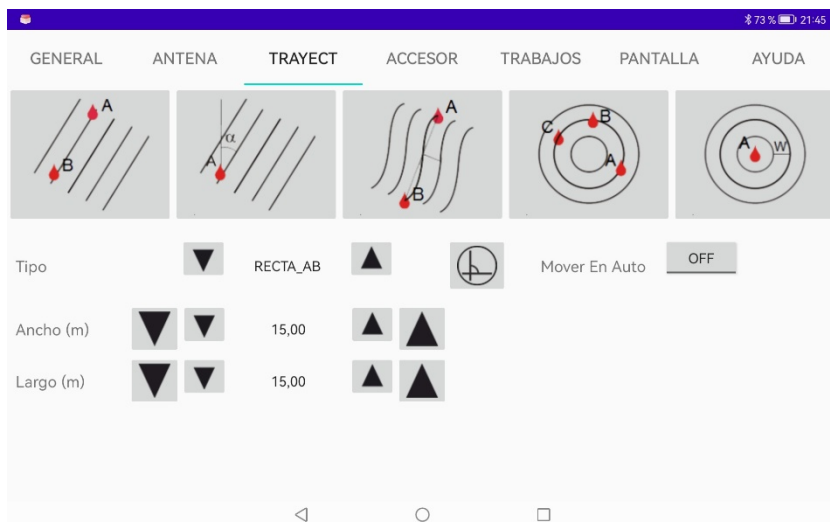 73 % 21:45
GENERAL ANTENA TRAYECT ACCESOR TRABAJOS PANTALLA AYUDA
A B
α A
A B
C B A
A W
Tipo RECTA_AB Mover En Auto OFF
Ancho (m) 15,00
Largo (m) 15,00